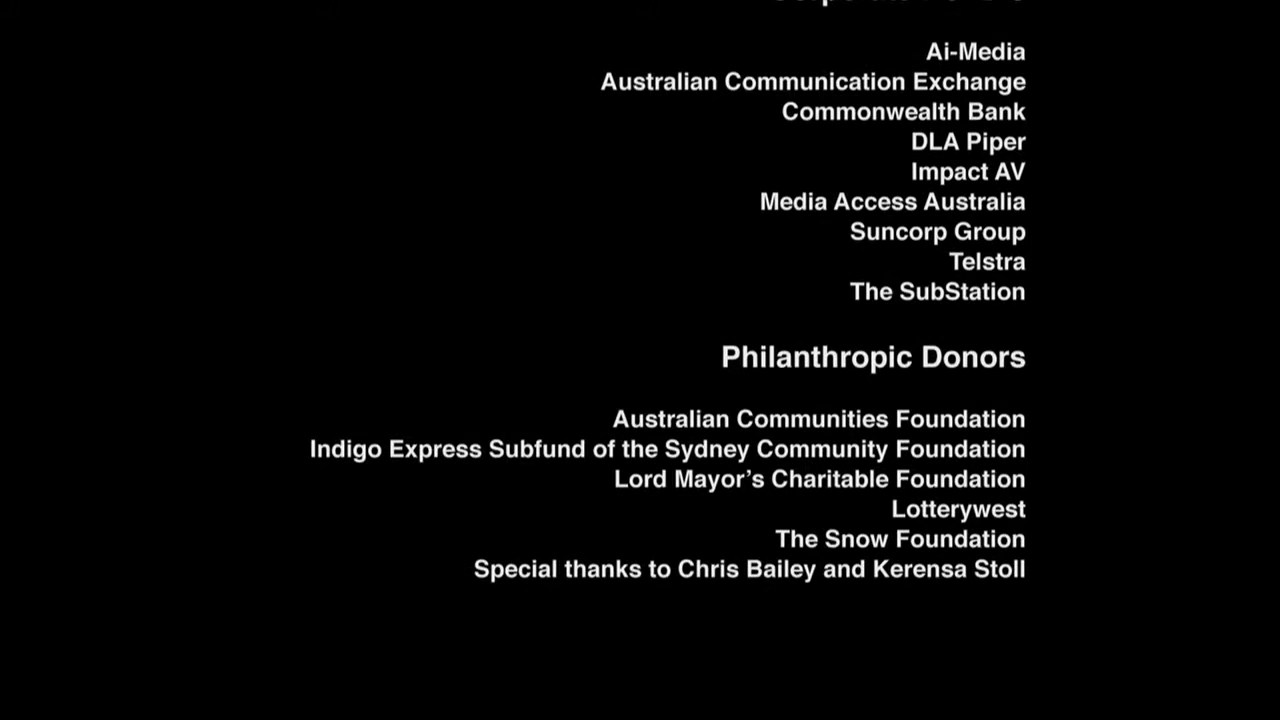 Ai-Media
Australian Communication Exchange
Commonwealth Bank
DLA Piper
Impact AV
Media Access Australia
Suncorp Group
Telstra
The SubStation
Philanthropic Donors
Australian Communities Foundation
Indigo Express Subfund of the Sydney Community Foundation
Lord Mayor’s Charitable Foundation
Lotterywest
The Snow Foundation
Special thanks to Chris Bailey and Kerensa Stoll